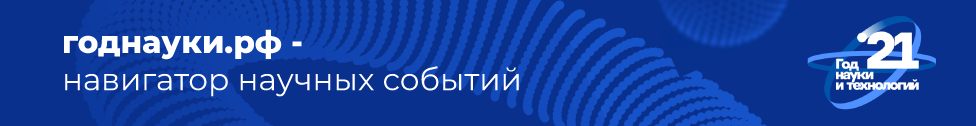 годнауки.рф -
навигатор научных событий
'21
Год
науки
и технологий